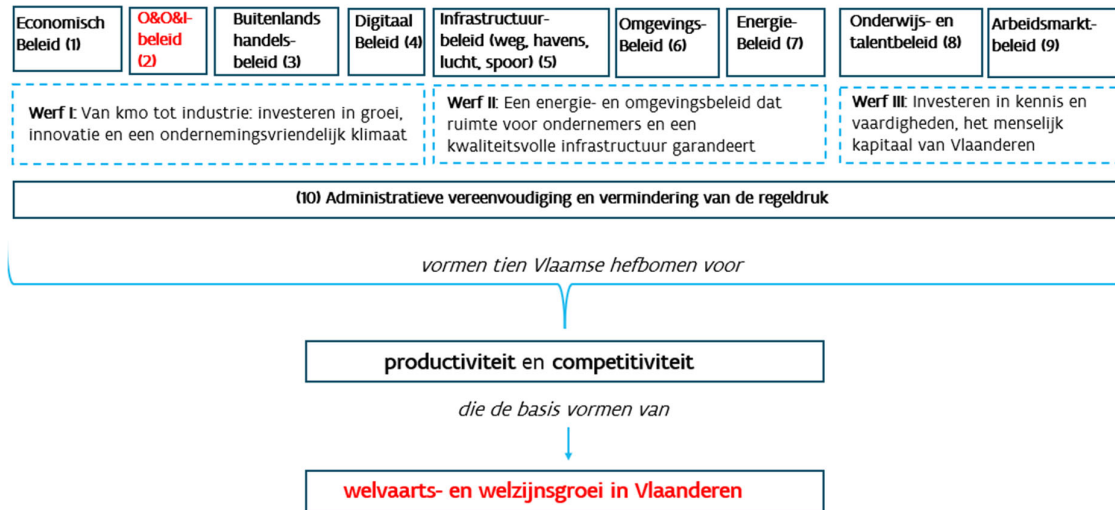 Economisch
Beleid (1)
O&O&I-
beleid
(2)
Buitenlands
handels-
beleid (3)
Digitaal
Beleid (4)
Infrastructuur-
beleid (weg, havens,
lucht, spoor) (5)
Omgevings-
Beleid (6)
Energie-
Beleid (7)
Onderwijs- en
talentbeleid (8)
Arbeidsmarkt-
beleid (9)
Werf I: Van kmo tot industrie: investeren in groei,
innovatie en een ondernemingsvriendelijk klimaat
Werf II: Een energie- en omgevingsbeleid dat
ruimte voor ondernemers en een
kwaliteitsvolle infrastructuur garandeert
Werf III: Investeren in kennis en
vaardigheden, het menselijk
kapitaal van Vlaanderen
(10) Administratieve vereenvoudiging en vermindering van de regeldruk
vormen tien Vlaamse hefbomen voor
productiviteit en competitiviteit
die de basis vormen van
welvaarts- en welzijnsgroei in Vlaanderen